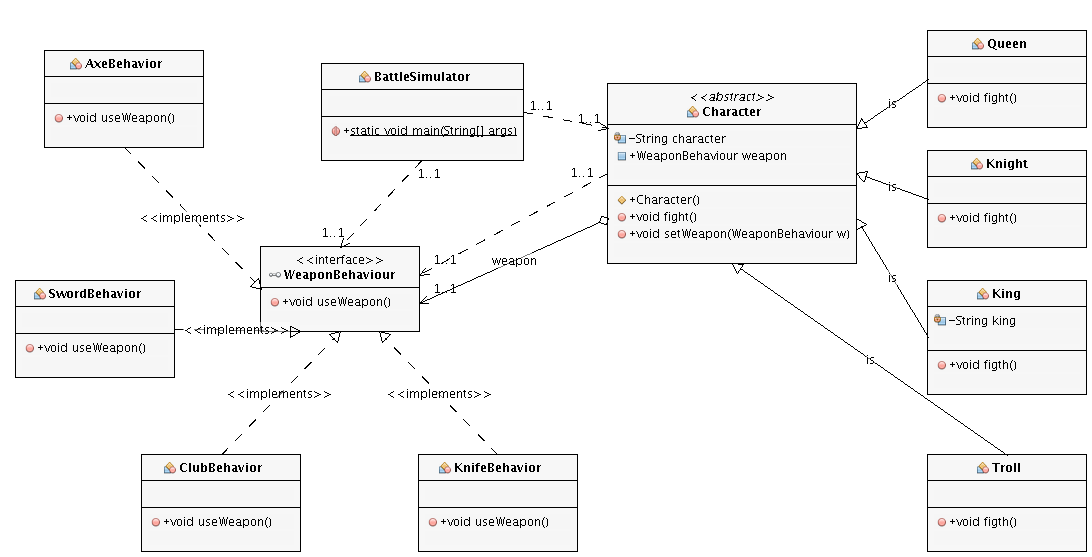 Queen
+void fight()
AxeBehavior
+void useWeapon()
BattleSimulator
+static void main(String[] args)
1..1
1..1
<<abstract>>
Character
-String character
+WeaponBehaviour weapon
+Character()
+void fight()
+void setWeapon(WeaponBehaviour w)
is
Knight
+void fight()
is
1..1
1..1
<<implements>>
1..1
<<interface>>
WeaponBehaviour
+void useWeapon()
1..1
weapon
1..1
is
King
-String king
+void figth()
SwordBehavior
+void useWeapon()
<<implements>>
is
<<implements>>
<<implements>>
ClubBehavior
+void useWeapon()
KnifeBehavior
+void useWeapon()
Troll
+void figth()